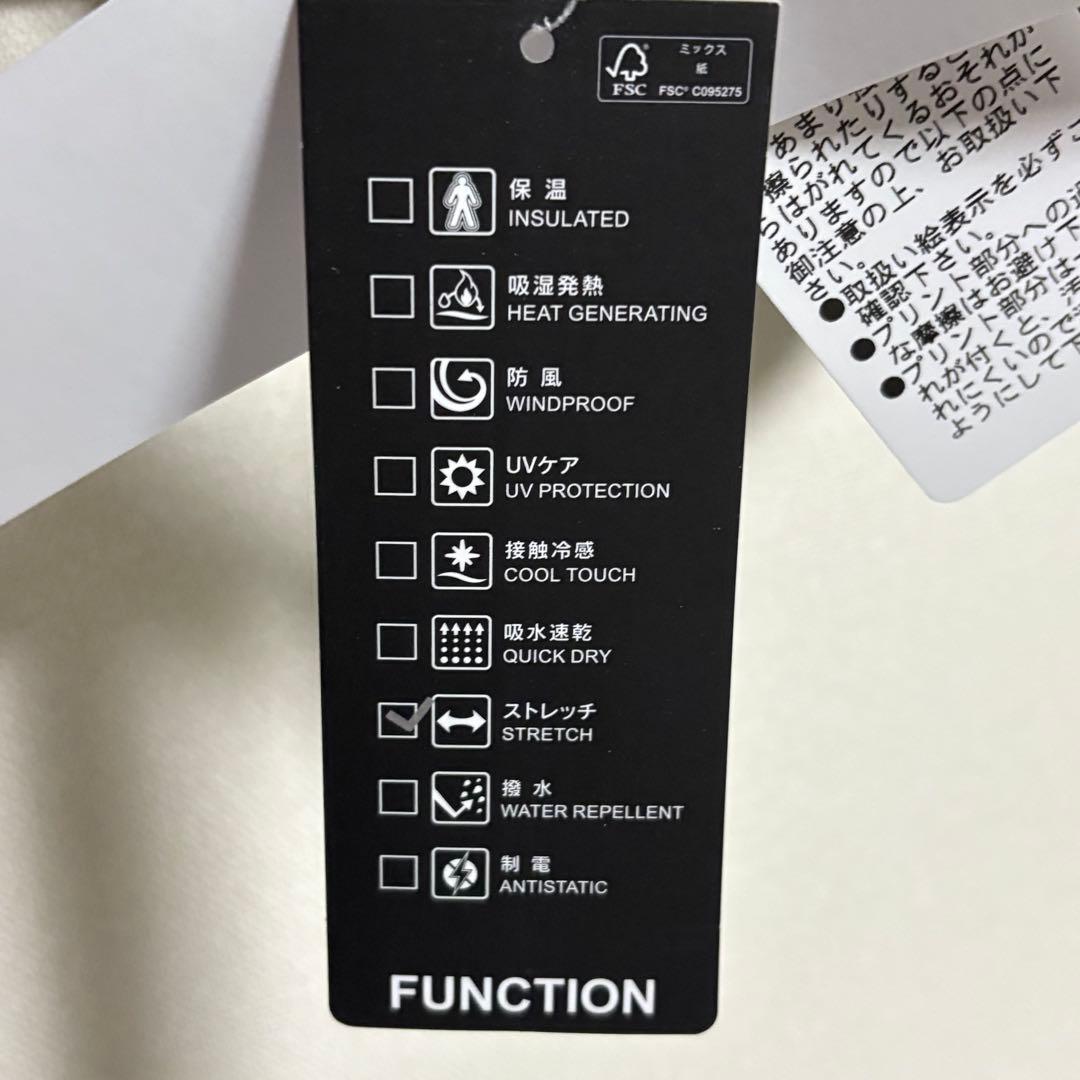 FSC
ミックス
紙
FSC® C095275
保温
INSULATED
吸湿発熱
HEAT GENERATING
防風
WINDPROOF
UVケア
UV PROTECTION
接触冷感
COOL TOUCH
吸水速乾
QUICK DRY
ストレッチ
STRETCH
撥水
WATER REPELLENT
制電
ANTISTATIC
FUNCTION
擦られたりするこ
らはがれてくるおそれか
ありますので以下の点に
御注意の上、お取扱い下
さい。
●取扱い絵表示を必ずご
確認下さい。
●プリント部分への
な摩擦はお避け下
●プリント部分は
れが付くと、
れにくいので
ようにして下